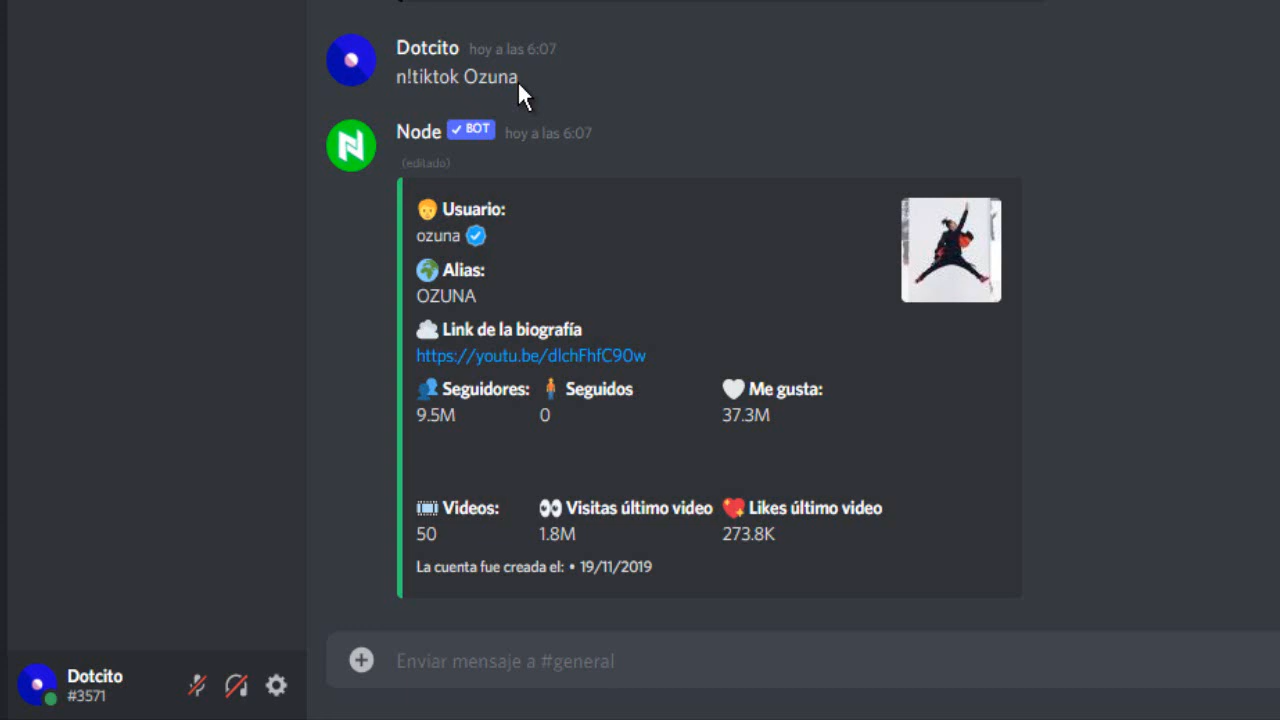 Dotcito hoy a las 6:07
n!tiktok Ozuna
Node BOT hoy a las 6:07
(editado)
Usuario:
ozuna
Alias:
OZUNA
Link de la biografía
https://youtu.be/dlchFhfC90w
Seguidores: Seguidos Me gusta:
9.5M 0 37.3M
Videos: Visitas último video Likes último video
50 1.8M 273.8K
La cuenta fue creada el: • 19/11/2019
Enviar mensaje a #general
Dotcito
#3571